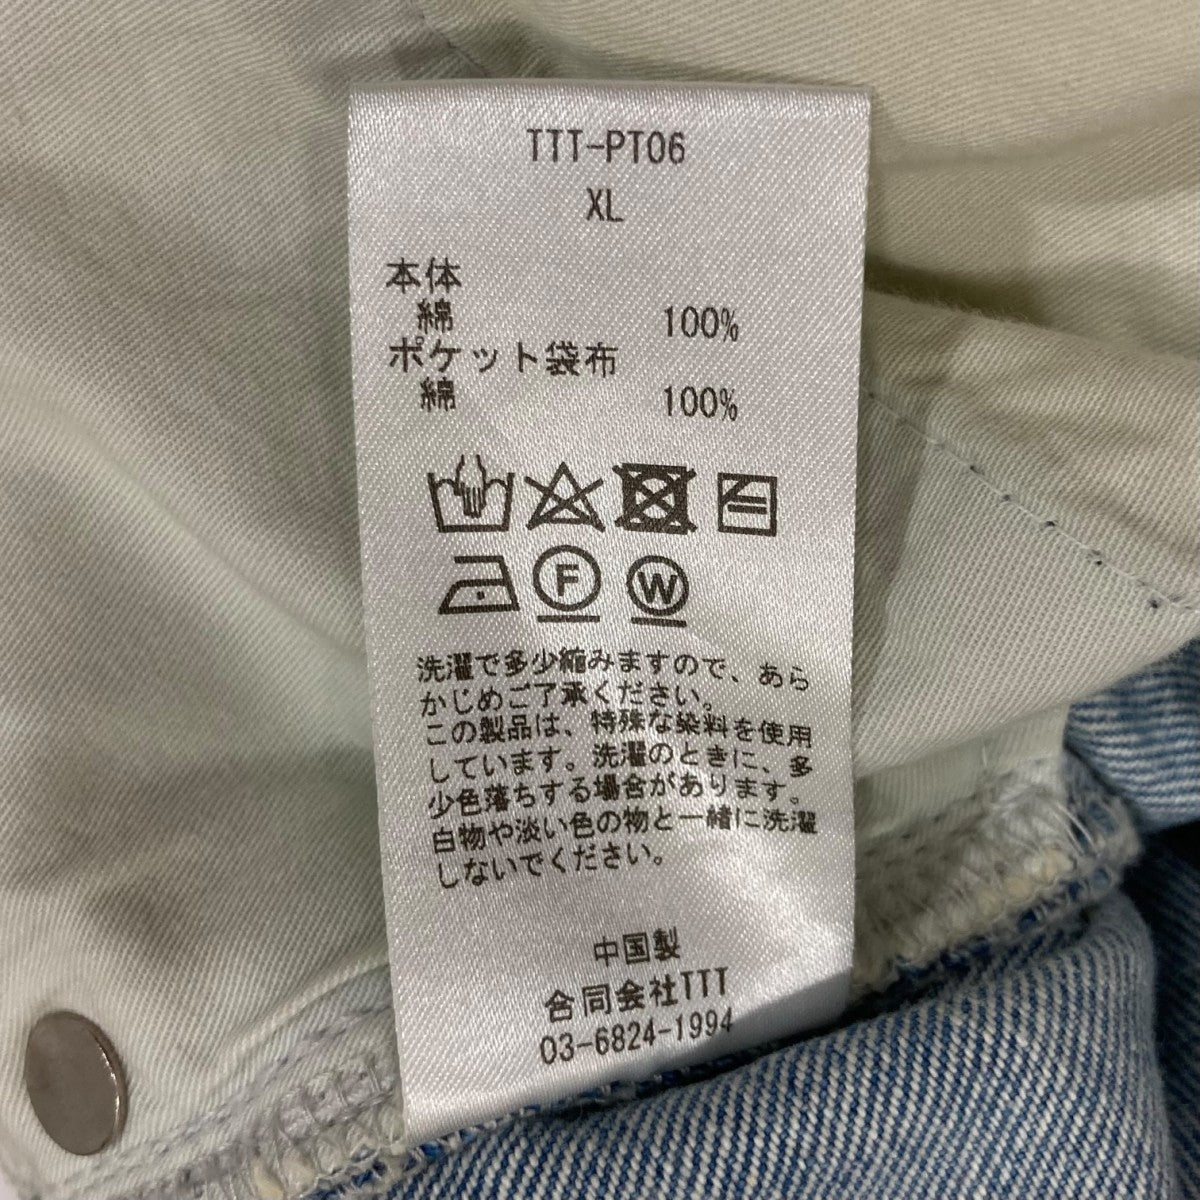 TTT-PT06
XL
本体
綿 100%
ポケット袋布
綿 100%
F W
洗濯で多少縮みますので、あら
かじめご了承ください。
この製品は、特殊な染料を使用
しています。洗濯のときに、多
少色落ちする場合があります。
白物や淡い色の物と一緒に洗濯
しないでください。
中国製
合同会社TTT
03-6824-1994